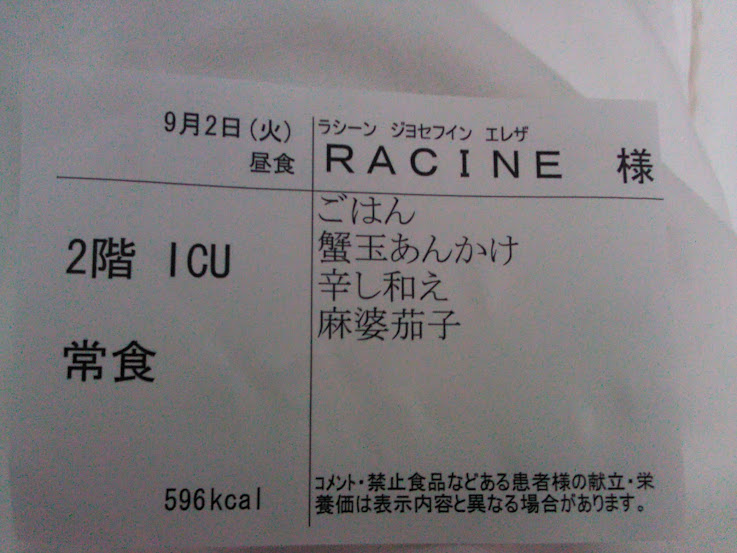 9月2日(火)
昼食
ラシーン ジョセフイン エレザ
RACINE 様
2階 ICU
常食
596kcal
ごはん
蟹玉あんかけ
辛し和え
麻婆茄子
コメント・禁止食品などある患者様の献立・栄
養価は表示内容と異なる場合があります。